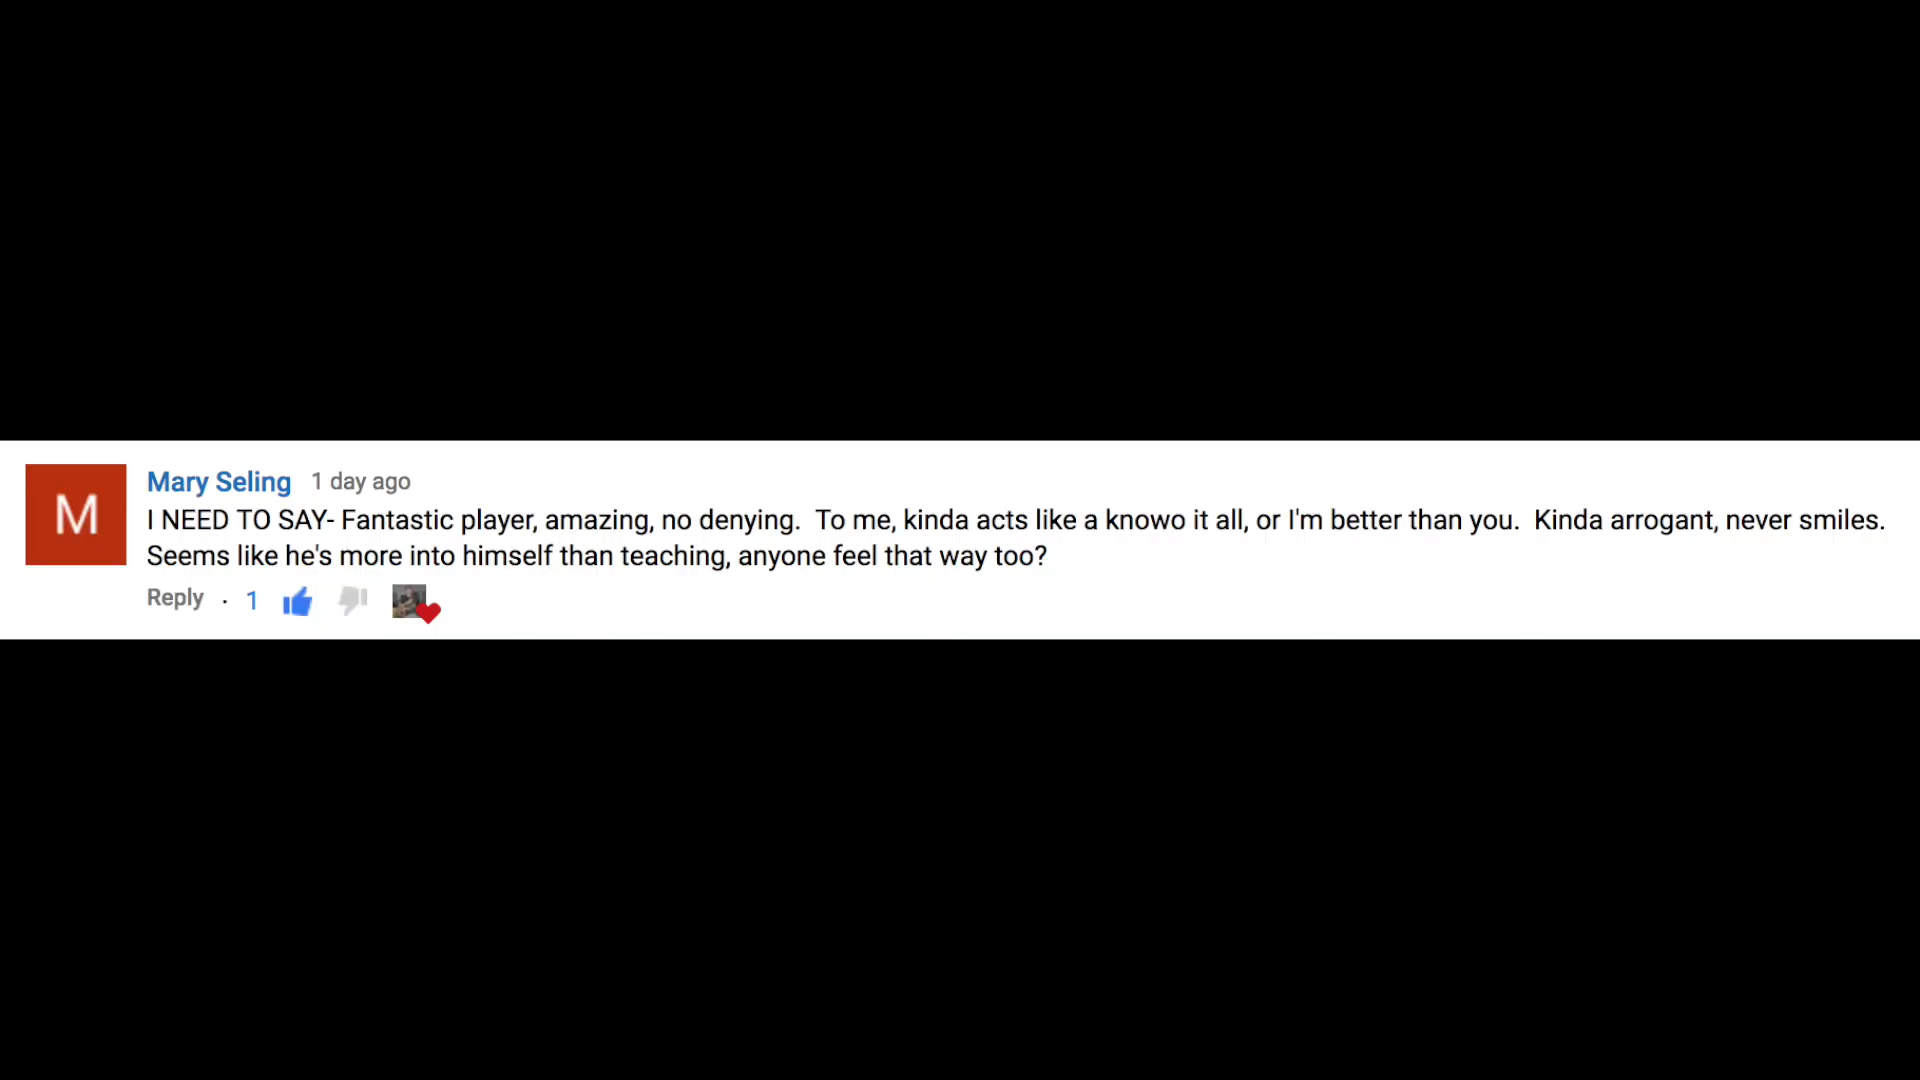 M
Mary Seling 1 day ago
I NEED TO SAY- Fantastic player, amazing, no denying.  To me, kinda acts like a knowo it all, or I'm better than you.  Kinda arrogant, never smiles.
Seems like he's more into himself than teaching, anyone feel that way too?
Reply · 1